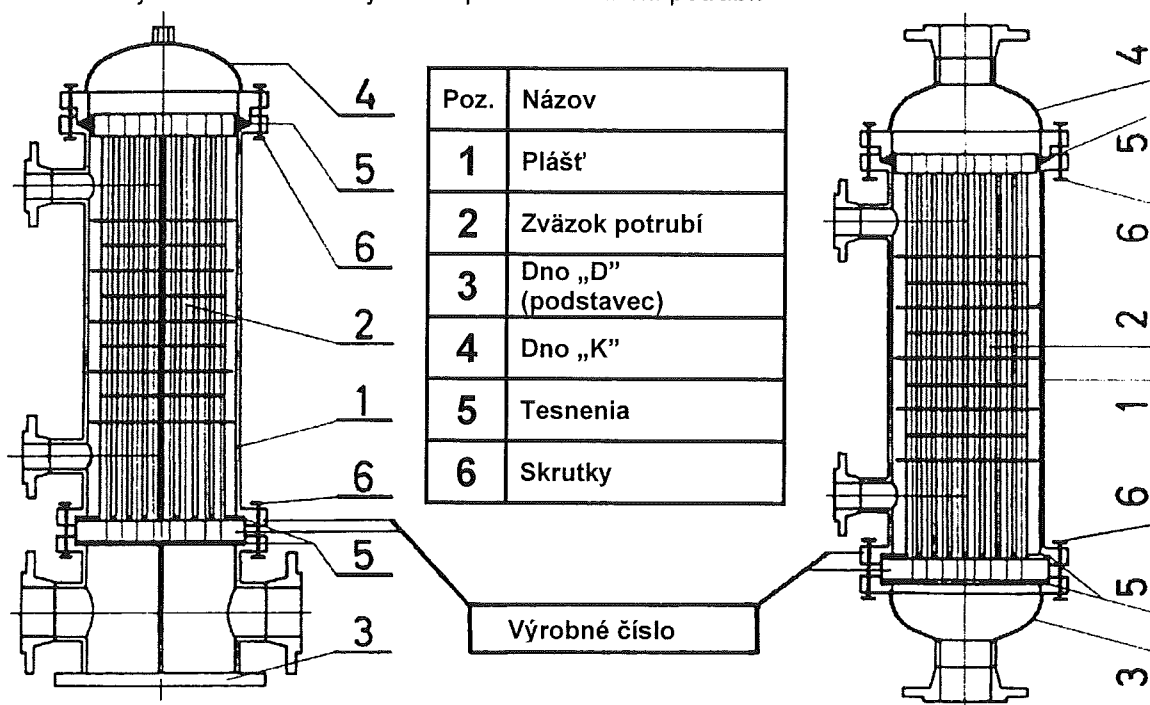 4
5
6
2
1
6
5
3
Poz. Názov
1 Plášť
2 Zväzok potrubí
3 Dno „D”
(podstavec)
4 Dno „K”
5 Tesnenia
6 Skrutky
Výrobné číslo
4
5
6
2
1
6
5
3